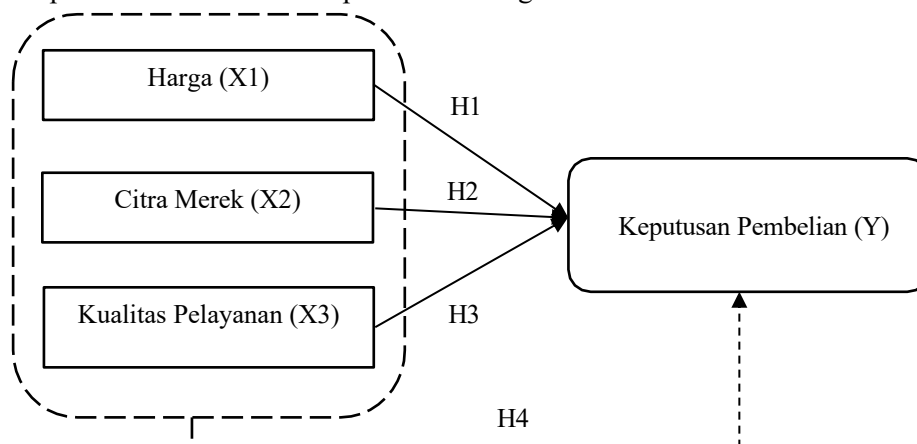 Harga (X1)
H1
Citra Merek (X2)
H2
Keputusan Pembelian (Y)
Kualitas Pelayanan (X3)
H3
H4